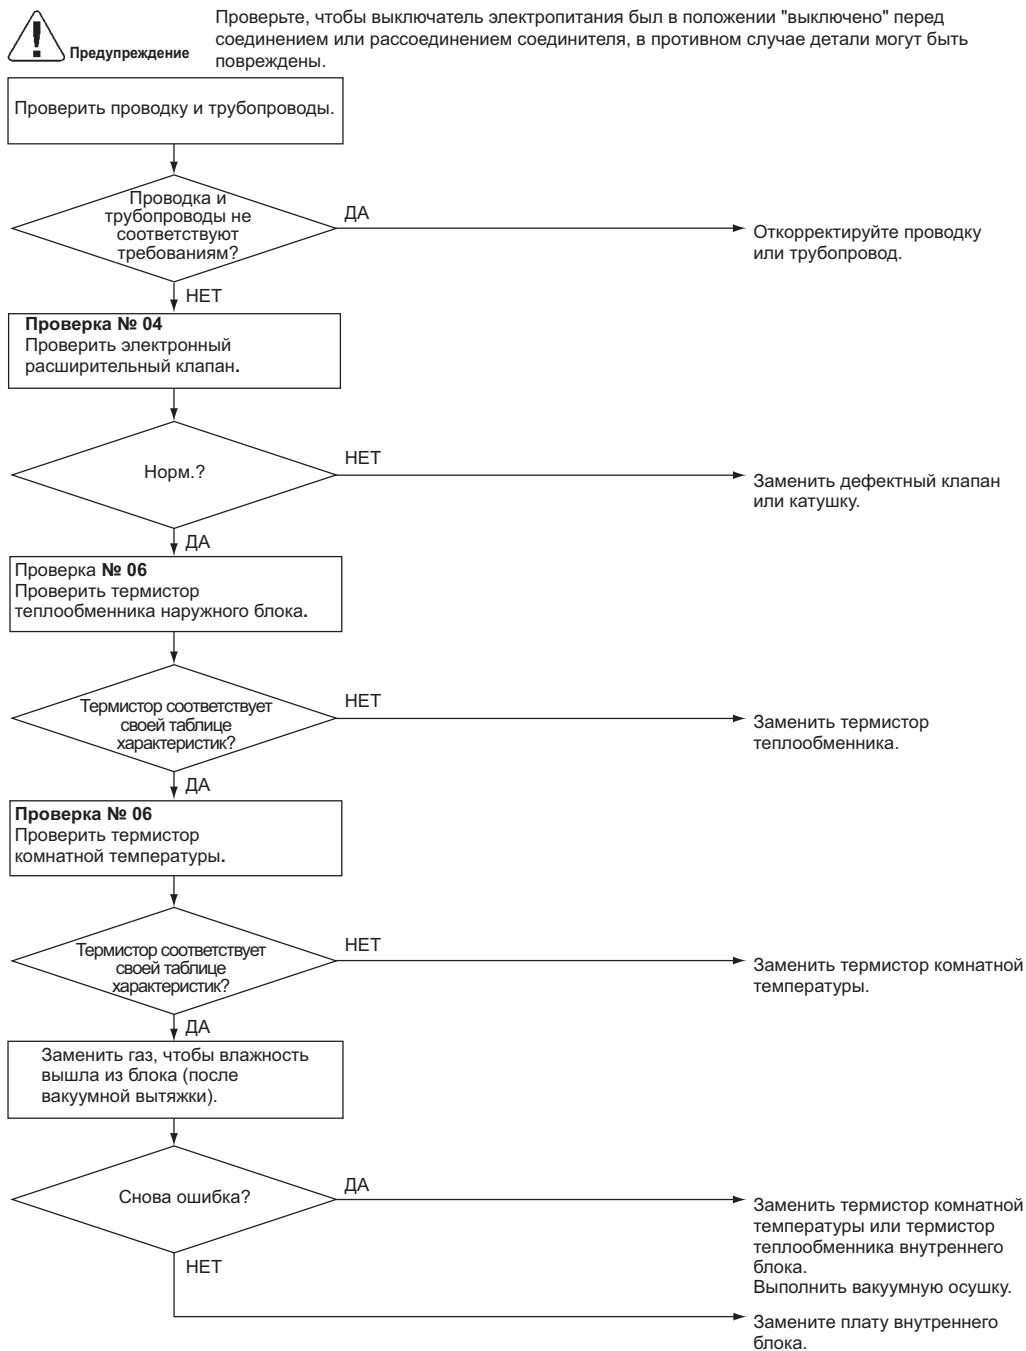 Предупреждение
Проверьте, чтобы выключатель электропитания был в положении "выключено" перед
соединением или рассоединением соединителя, в противном случае детали могут быть
повреждены.
Проверить проводку и трубопроводы.
Проводка и
трубопроводы не
соответствуют
требованиям?
ДА
Откорректируйте проводку
или трубопровод.
НЕТ
Проверка № 04
Проверить электронный
расширительный клапан.
Норм.?
НЕТ
Заменить дефектный клапан
или катушку.
ДА
Проверка № 06
Проверить термистор
теплообменника наружного блока.
Термистор соответствует
своей таблице
характеристик?
НЕТ
Заменить термистор
теплообменника.
ДА
Проверка № 06
Проверить термистор
комнатной температуры.
Термистор соответствует
своей таблице
характеристик?
НЕТ
Заменить термистор комнатной
температуры.
ДА
Заменить газ, чтобы влажность
вышла из блока (после
вакуумной вытяжки).
Снова ошибка?
ДА
Заменить термистор комнатной
температуры или термистор
теплообменника внутреннего
блока.
Выполнить вакуумную осушку.
НЕТ
Замените плату внутреннего
блока.